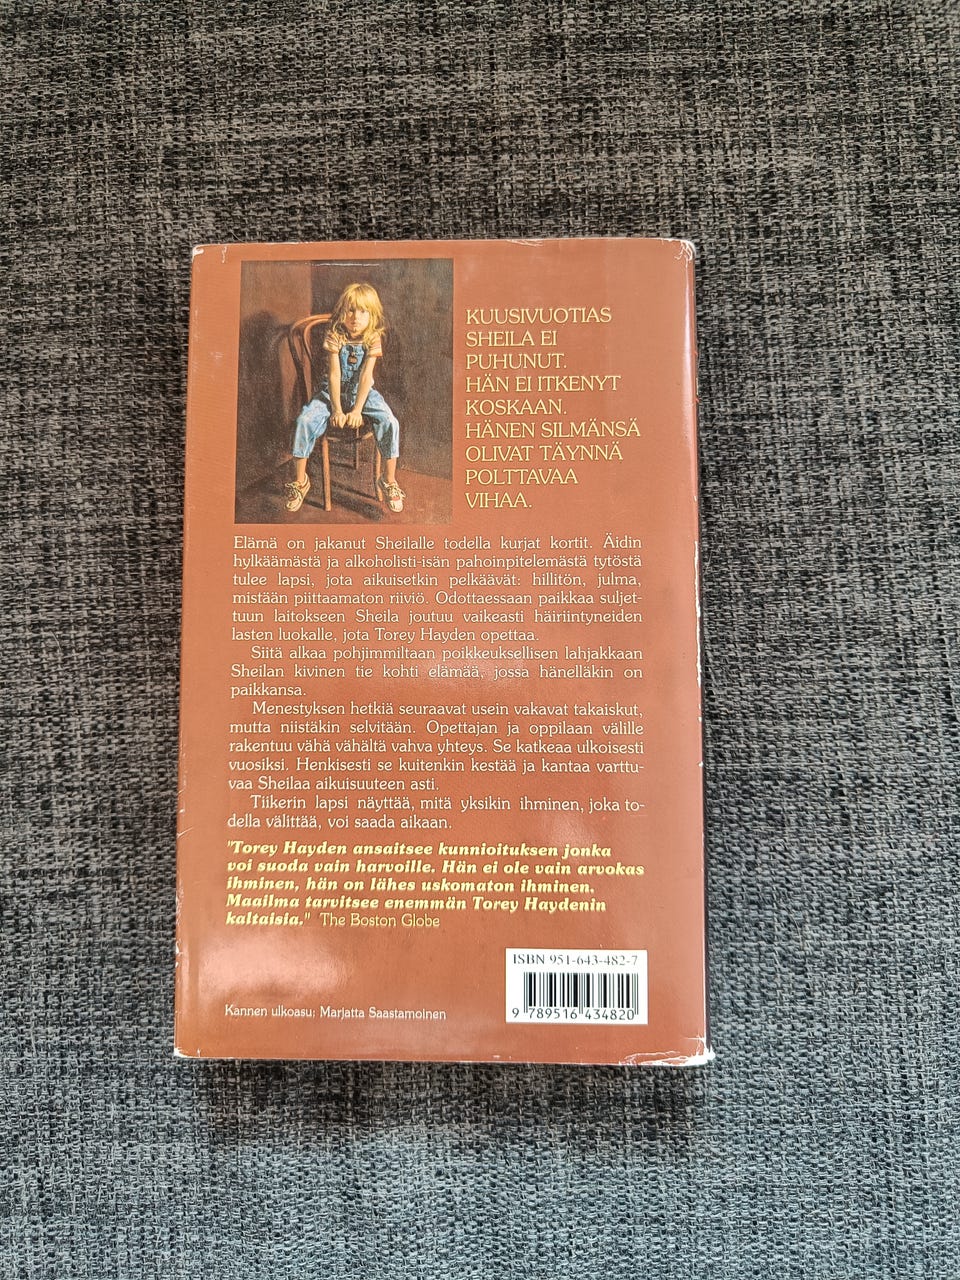 KUUSIVUOTIAS
SHEILA EI
PUHUNUT.
HÄN EI ITKENYT
KOSKAAN.
HÄNEN SILMÄNSÄ
OLIVAT TÄYNNÄ
POLTTAVAA
VIHAA.
Elämä on jakanut Sheilalle todella kurjat kortit. Äidin
hylkäämästä ja alkoholisti-isän pahoinpitelemästä tytöstä
tulee lapsi, jota aikuisetkin pelkäävät: hillitön, julma,
mistään piittaamaton riiviö. Odottaessaan paikkaa suljet-
tuun laitokseen Sheila joutuu vaikeasti häiriintyneiden
lasten luokalle, jota Torey Hayden opettaa.
Siitä alkaa pohjimmiltaan poikkeuksellisen lahjakkaan
Sheilan kivinen tie kohti elämää, jossa hänelläkin on
paikkansa.
Menestyksen hetkiä seuraavat usein vakavat takaiskut,
mutta niistäkin selvitään. Opettajan ja oppilaan välille
rakentuu vähä vähältä vahva yhteys. Se katkeaa ulkoisesti
vuosiksi. Henkisesti se kuitenkin kestää ja kantaa varttu-
vaa Sheilaa aikuisuuteen asti.
Tiikerin lapsi näyttää, mitä yksikin ihminen, joka to-
della välittää, voi saada aikaan.
"Torey Hayden ansaitsee kunnioituksen jonka
voi suoda vain harvoille. Hän ei ole vain arvokas
ihminen, hän on lähes uskomaton ihminen.
Maailma tarvitsee enemmän Torey Haydenin
kaltaisia." The Boston Globe
ISBN 951-643-482-7
9 789516 434820
Kannen ulkoasu: Marjatta Saastamoinen